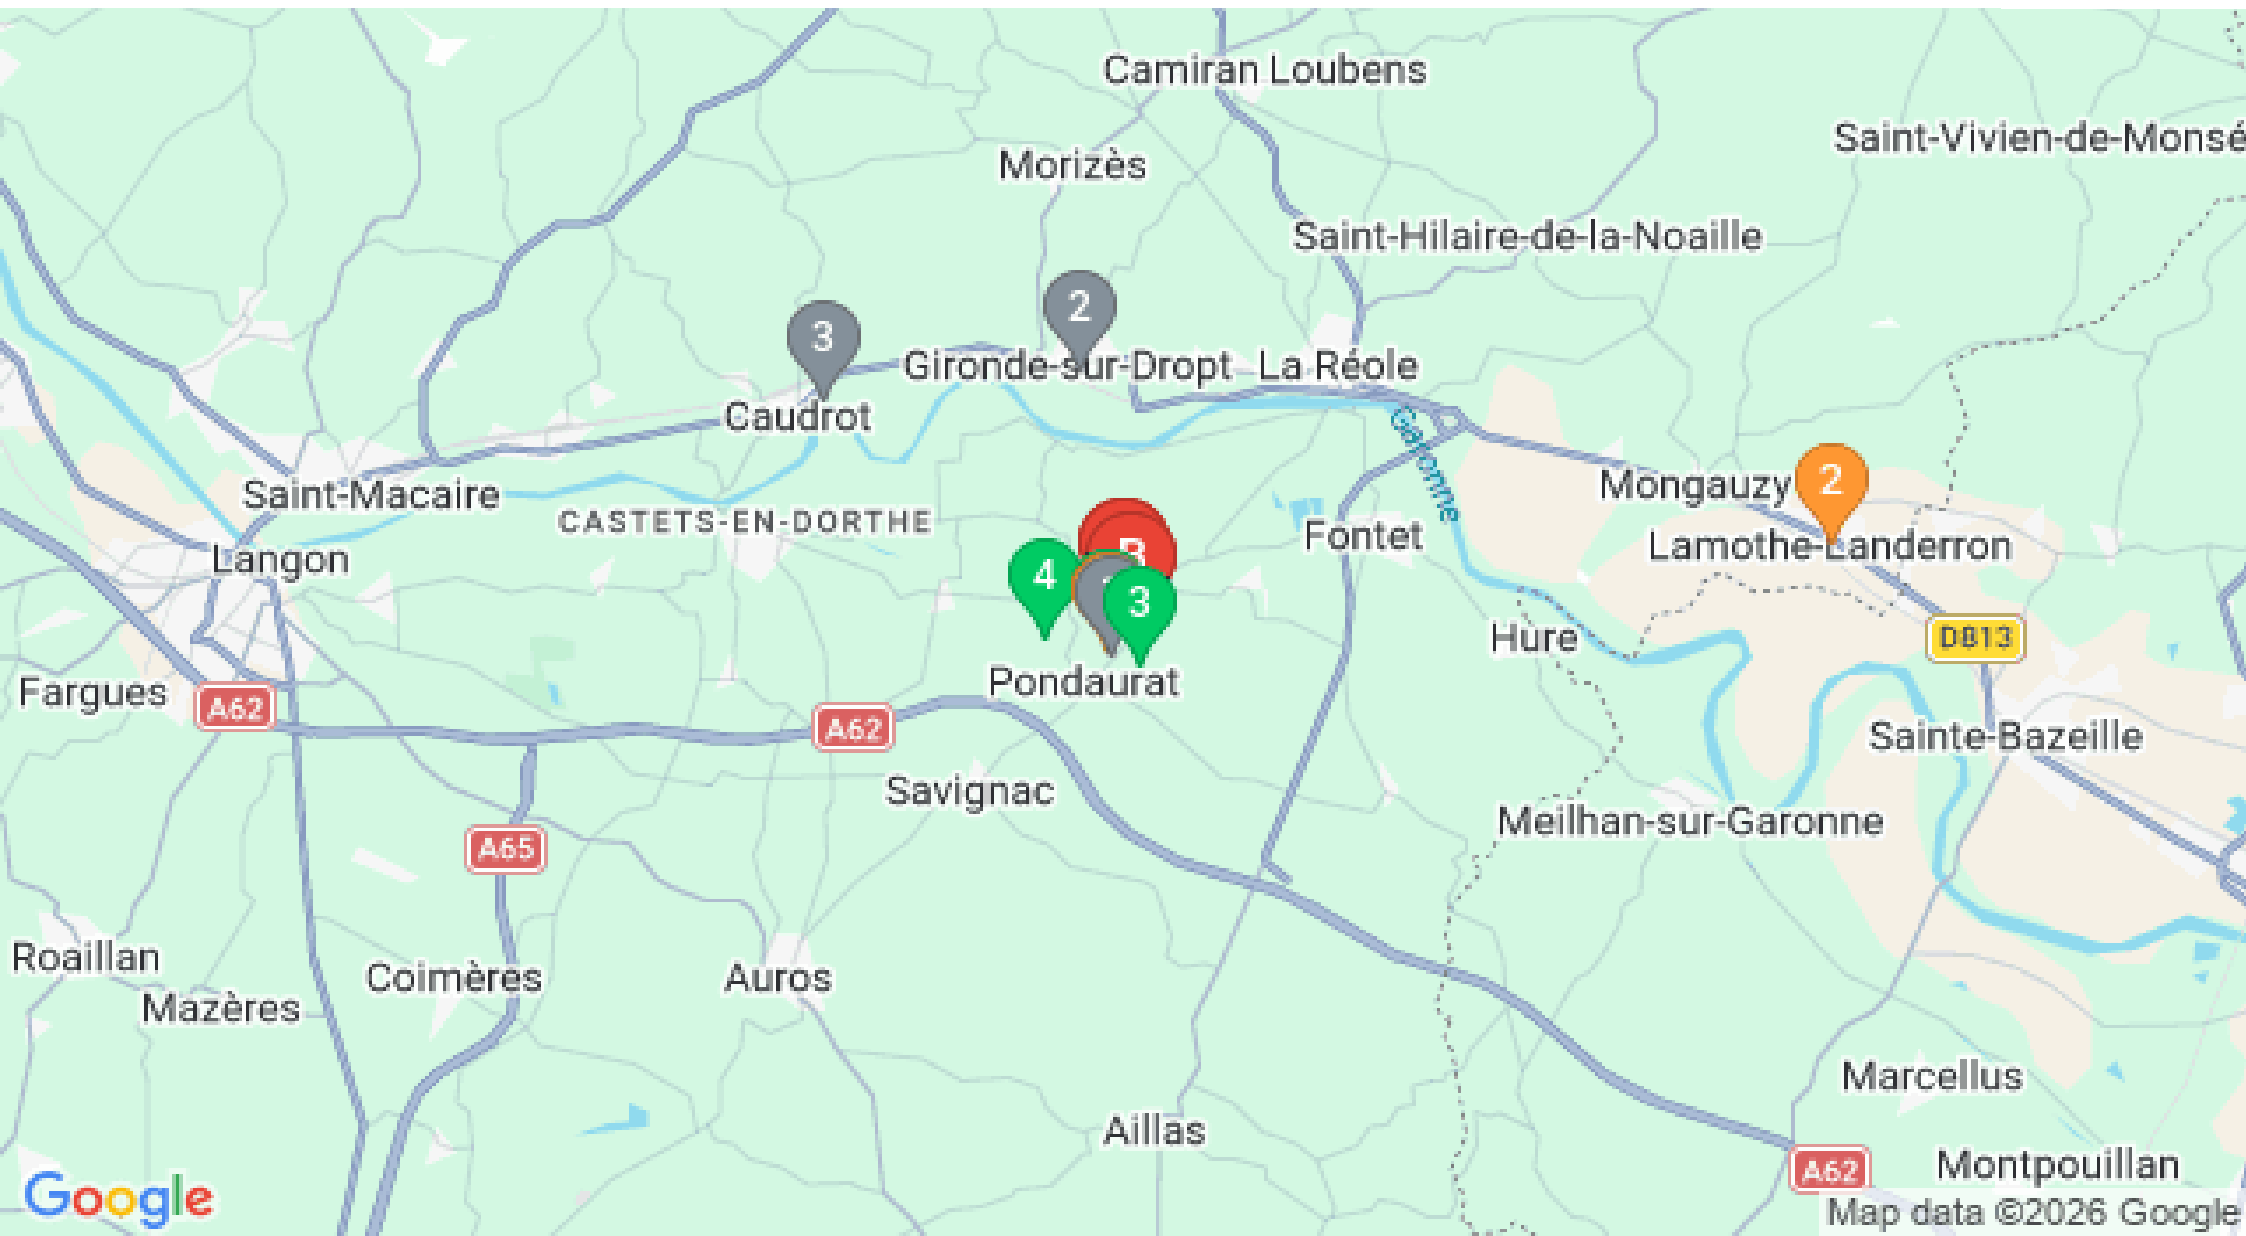 Camiran Loubens
Saint-Vivien-de-Monsé
Morizès
Saint-Hilaire-de-la-Noaille
2
3
Gironde-sur-Dropt
La Réole
Caudrot
Garonne
Mongauzy
2
Saint-Macaire
CASTETS-EN-DORTHE
Fontet
Lamothe-Landerron
Langon
B
4
3
Hure
D813
Pondaurat
Fargues
A62
A62
Sainte-Bazeille
Savignac
Meilhan-sur-Garonne
A65
Roaillan
Coimères
Auros
Mazères
Marcellus
Aillas
A62
Montpouillan
Google
Map data ©2026 Google